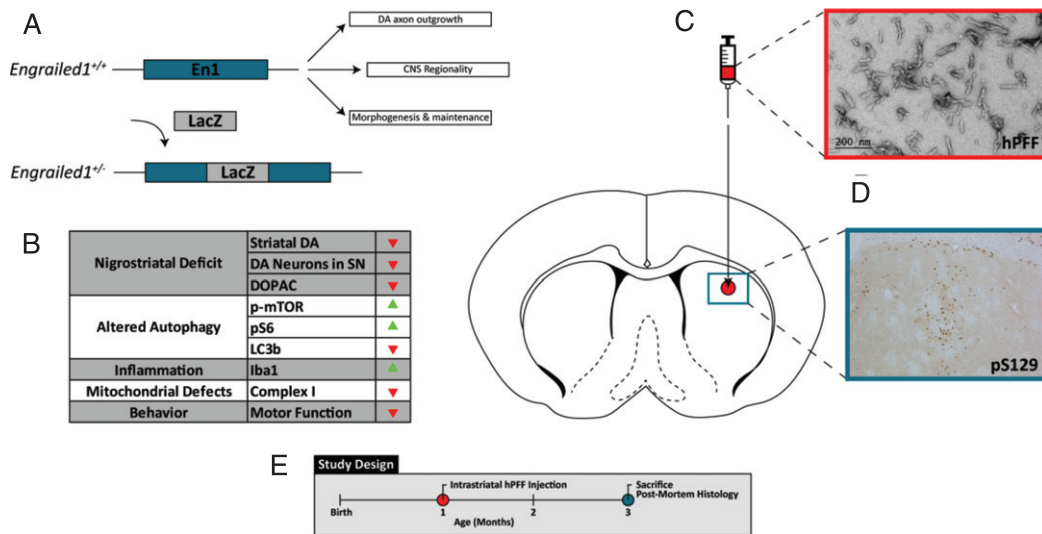 A
Engrailed1+/+
En1
DA axon outgrowth
CNS Regionality
Morphogenesis & maintenance
LacZ
Engrailed1+/-
LacZ
B
Nigrostriatal Deficit
Striatal DA
DA Neurons in SN
DOPAC
Altered Autophagy
p-mTOR
pS6
LC3b
Inflammation
Iba1
Mitochondrial Defects
Complex I
Behavior
Motor Function
C
200 nm
hPFF
D
pS129
E
Study Design
Intrastriatal hPFF Injection
Sacrifice
Post-Mortem Histology
Birth
1
2
3
Age (Months)